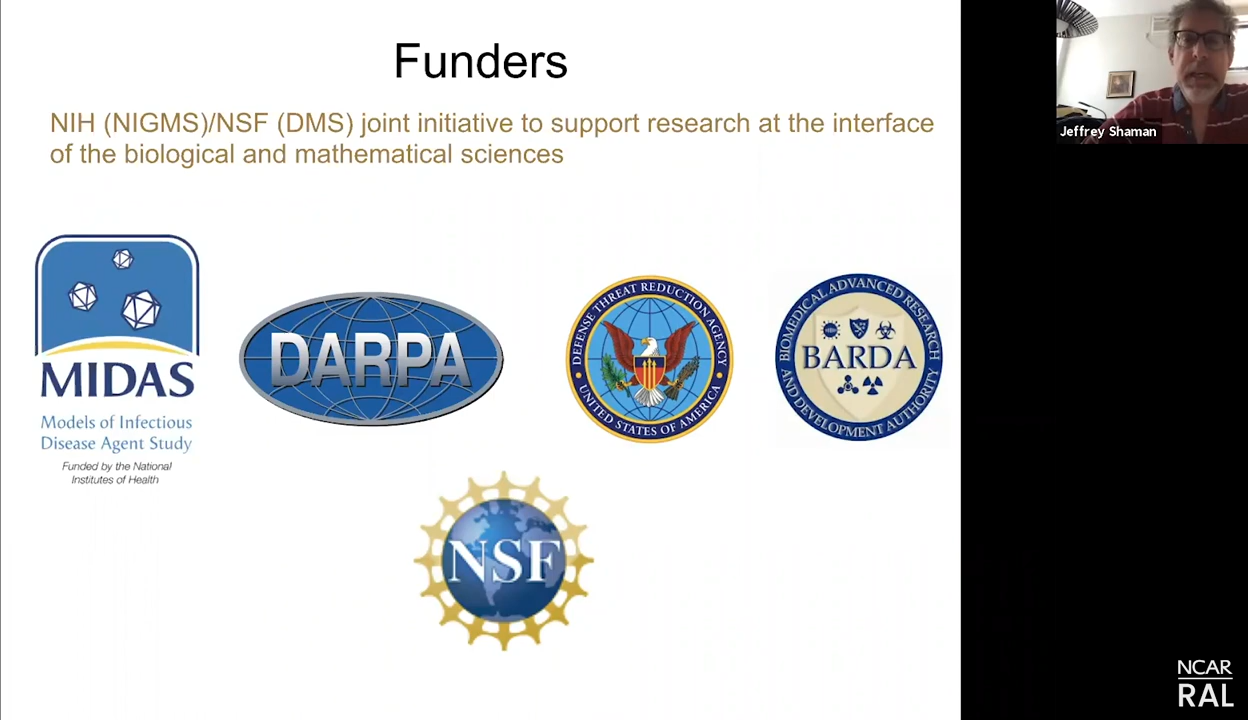 Funders
NIH (NIGMS)/NSF (DMS) joint initiative to support research at the interface
of the biological and mathematical sciences
Jeffrey Shaman
MIDAS
Models of Infectious
Disease Agent Study
Funded by the National
Institutes of Health
DARPA
DEFENSE THREAT REDUCTION AGENCY
UNITED STATES OF AMERICA
BIOMEDICAL ADVANCED RESEARCH
BARDA
AND DEVELOPMENT AUTHORITY
NSF
NCAR
RAL